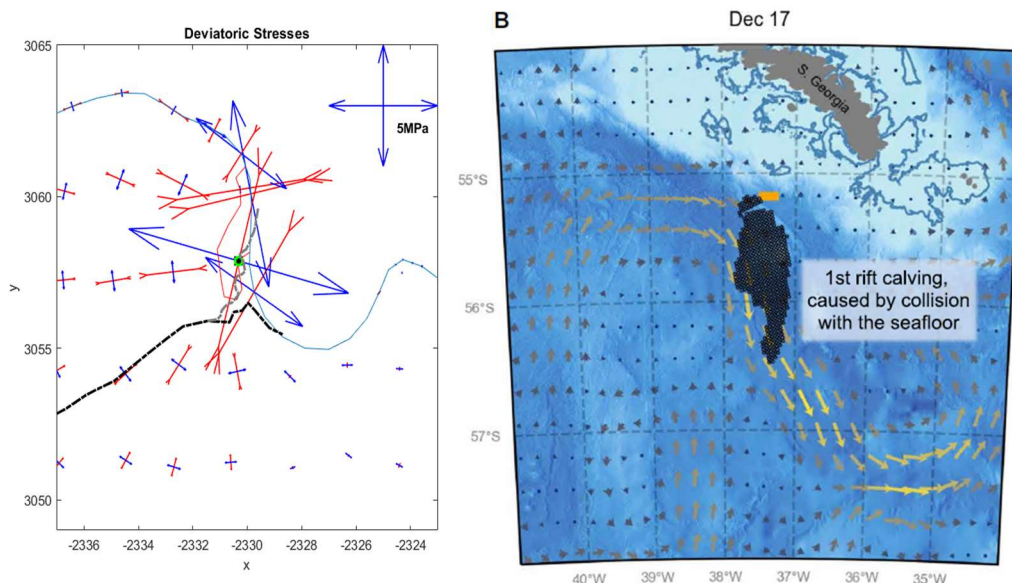 Deviatoric Stresses
3065
3060
3055
3050
y
5MPa
-2336
-2334
-2332
-2330
-2328
-2326
-2324
x
B
Dec 17
S. Georgia
55°S
56°S
57°S
1st rift calving,
caused by collision
with the seafloor
40°W
39°W
38°W
37°W
36°W
35°W